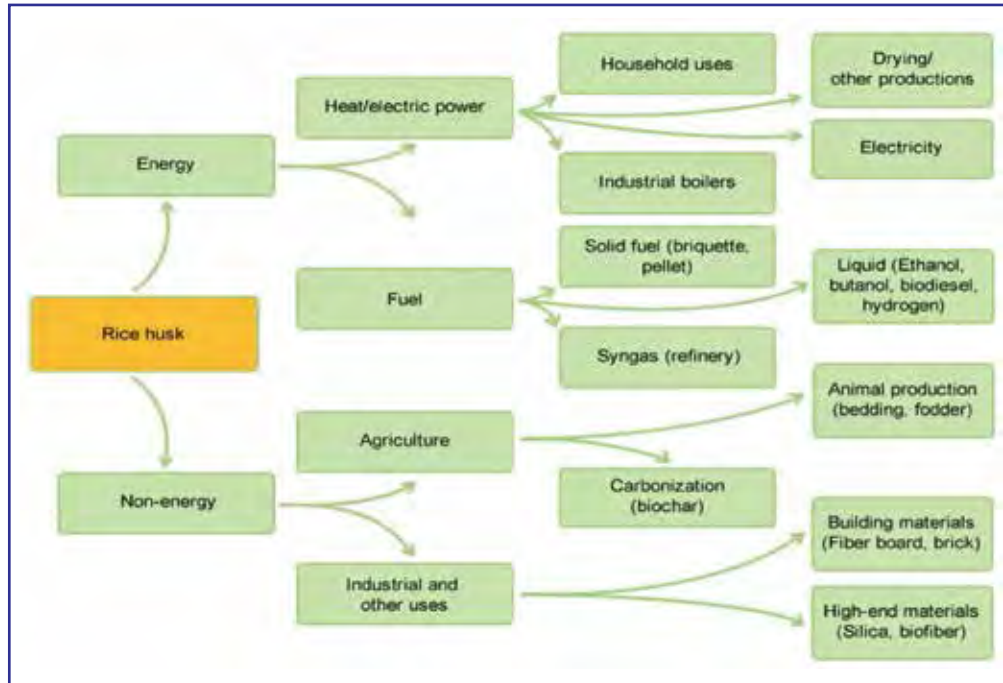 Household uses
Drying/
other productions
Heat/electric power
Electricity
Energy
Industrial boilers
Solid fuel (briquette,
pellet)
Liquid (Ethanol,
butanol, biodiesel,
hydrogen)
Fuel
Rice husk
Syngas (refinery)
Animal production
(bedding, fodder)
Agriculture
Carbonization
(biochar)
Non-energy
Building materials
(Fiber board, brick)
Industrial and
other uses
High-end materials
(Silica, biofiber)